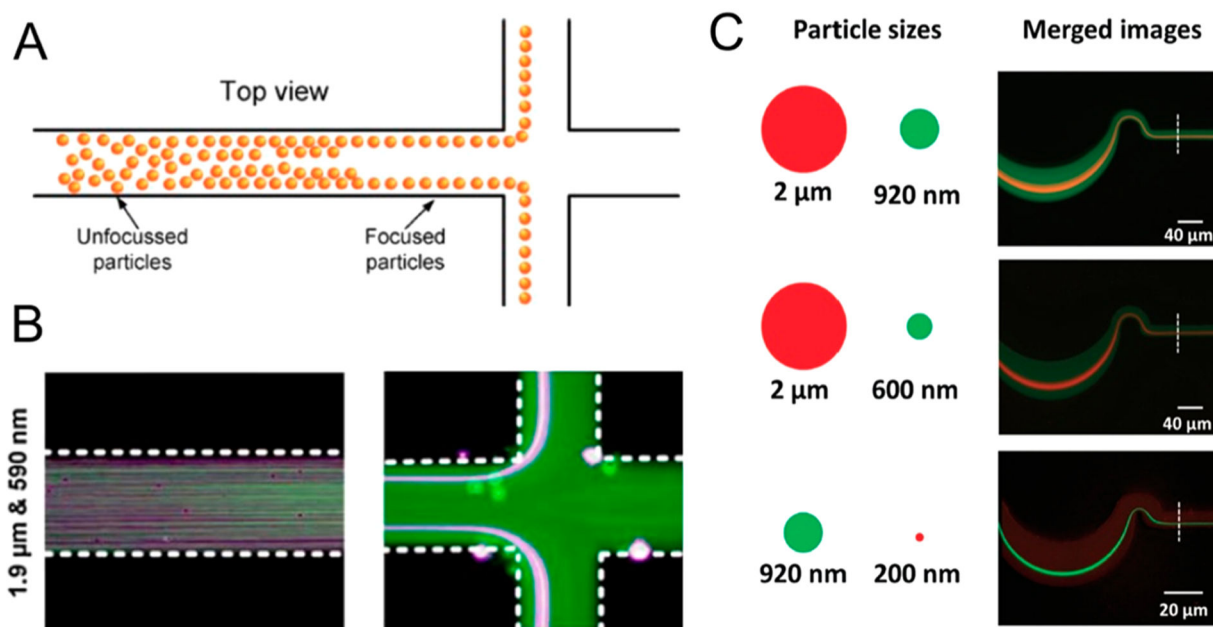 A
Top view
Unfocussed
particles
Focused
particles
B
1.9 µm & 590 nm
C
Particle sizes
Merged images
2 µm
920 nm
40 µm
2 µm
600 nm
40 µm
920 nm
200 nm
20 µm